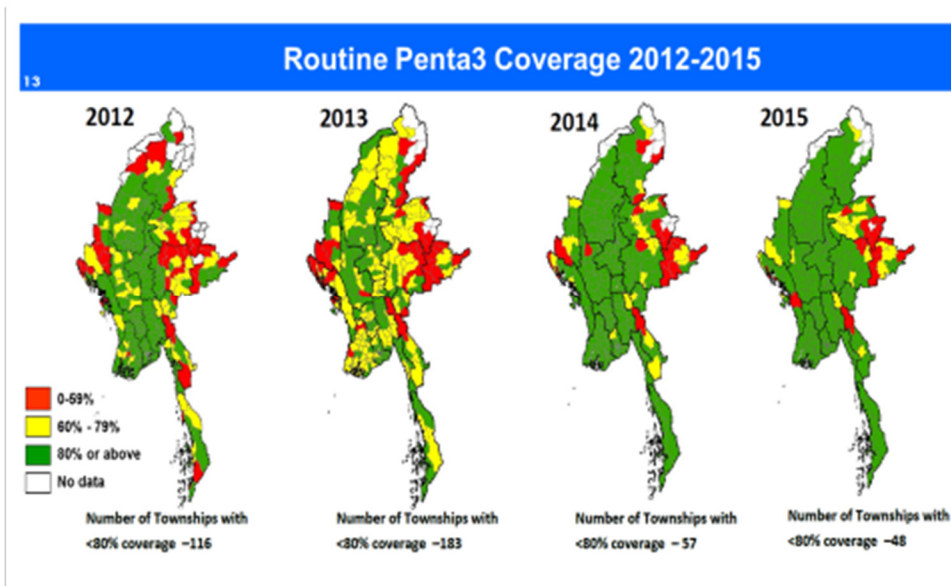 Routine Penta3 Coverage 2012-2015
13
2012
2013
2014
2015
0-59%
60% - 79%
80% or above
No data
Number of Townships with
<80% coverage –116
Number of Townships with
<80% coverage –183
Number of Townships with
<80% coverage – 57
Number of Townships with
<80% coverage –48